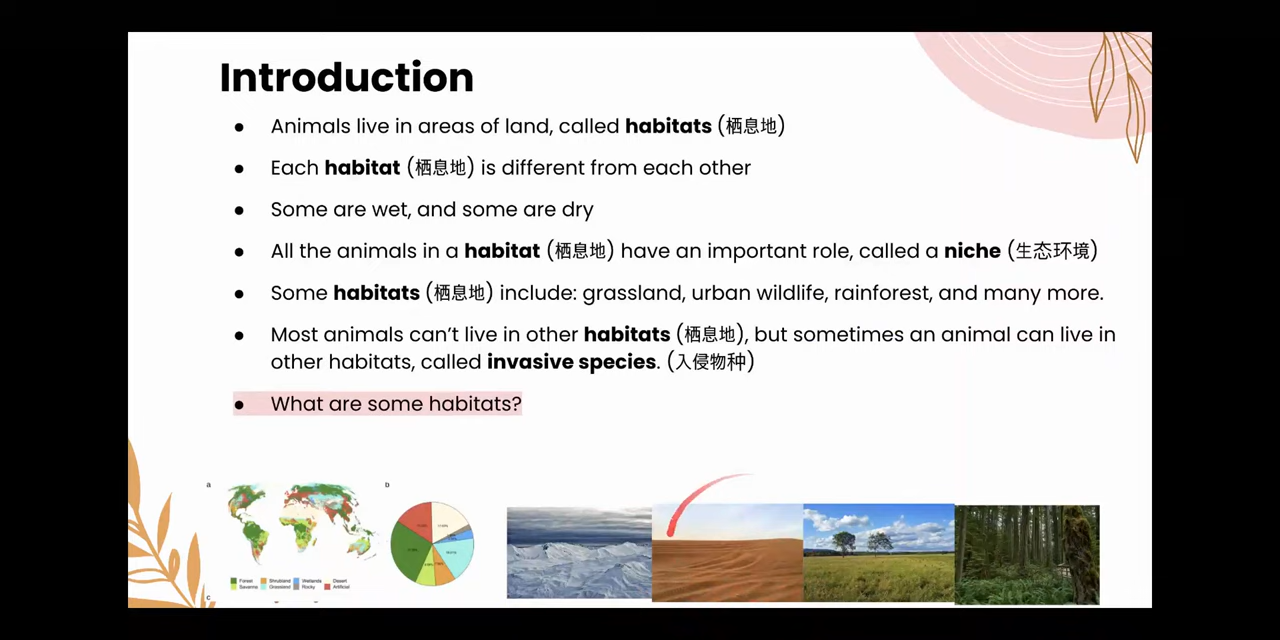 Introduction
● Animals live in areas of land, called habitats (栖息地)
● Each habitat (栖息地) is different from each other
● Some are wet, and some are dry
● All the animals in a habitat (栖息地) have an important role, called a niche (生态环境)
● Some habitats (栖息地) include: grassland, urban wildlife, rainforest, and many more.
● Most animals can’t live in other habitats (栖息地), but sometimes an animal can live in
other habitats, called invasive species. (入侵物种)
● What are some habitats?
a b
Forest Shrubland Wetlands Desert
Savanna Grassland Rocky Artificial
c